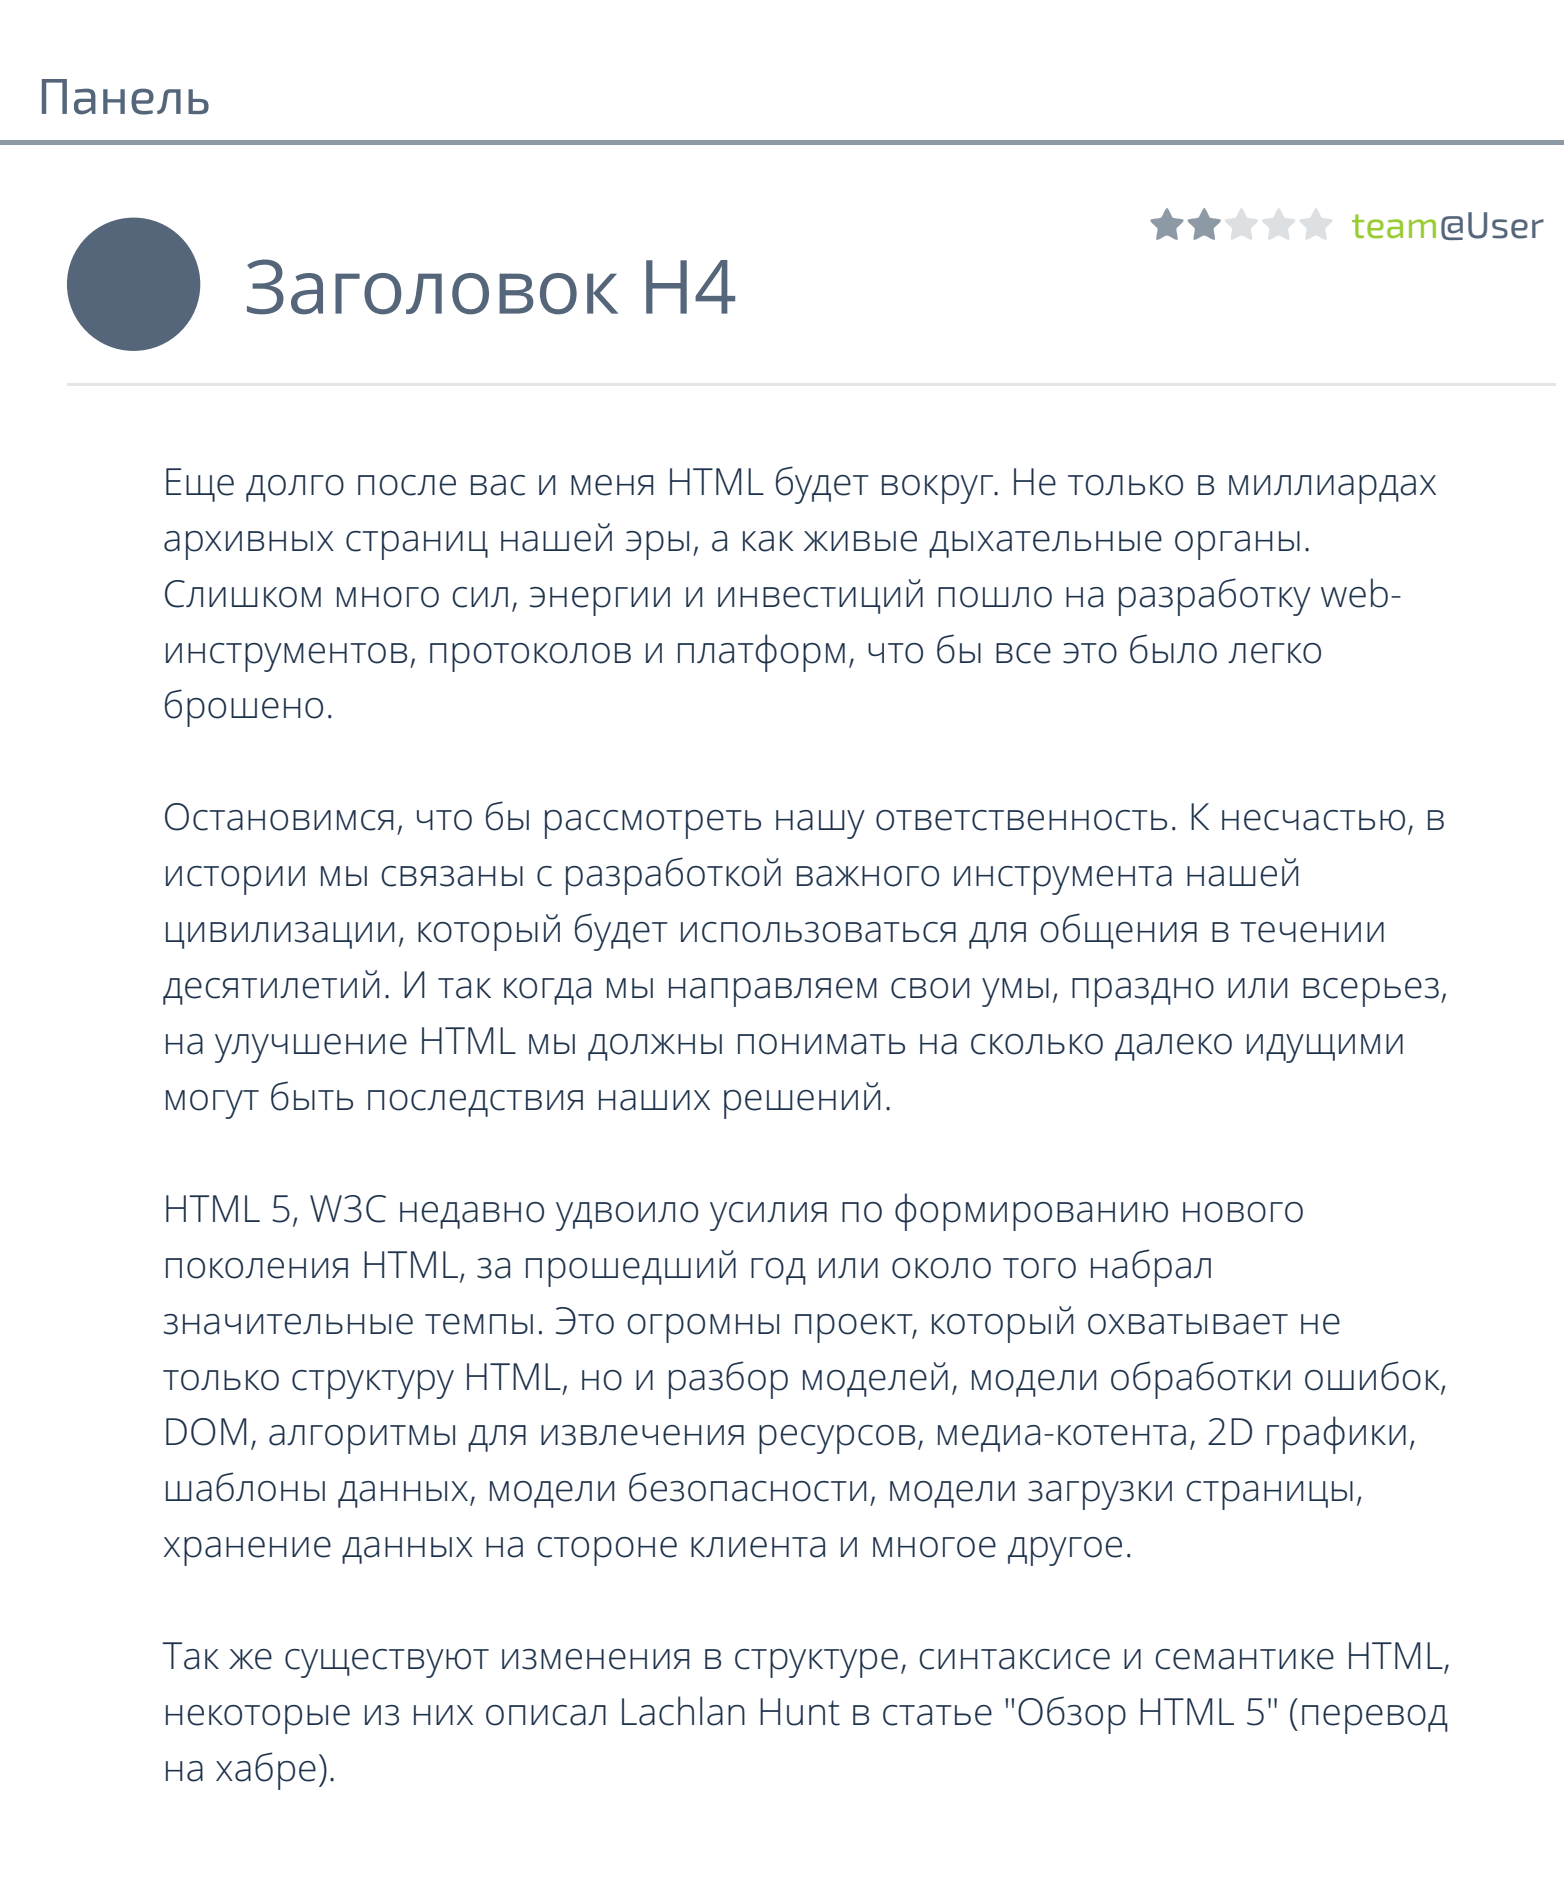 Панель
team@User
Заголовок H4
Еще долго после вас и меня HTML будет вокруг. Не только в миллиардах
архивных страниц нашей эры, а как живые дыхательные органы.
Слишком много сил, энергии и инвестиций пошло на разработку web-
инструментов, протоколов и платформ, что бы все это было легко
брошено.
Остановимся, что бы рассмотреть нашу ответственность. К несчастью, в
истории мы связаны с разработкой важного инструмента нашей
цивилизации, который будет использоваться для общения в течении
десятилетий. И так когда мы направляем свои умы, праздно или всерьез,
на улучшение HTML мы должны понимать на сколько далеко идущими
могут быть последствия наших решений.
HTML 5, W3C недавно удвоило усилия по формированию нового
поколения HTML, за прошедший год или около того набрал
значительные темпы. Это огромны проект, который охватывает не
только структуру HTML, но и разбор моделей, модели обработки ошибок,
DOM, алгоритмы для извлечения ресурсов, медиа-котента, 2D графики,
шаблоны данных, модели безопасности, модели загрузки страницы,
хранение данных на стороне клиента и многое другое.
Так же существуют изменения в структуре, синтаксисе и семантике HTML,
некоторые из них описал Lachlan Hunt в статье "Обзор HTML 5" (перевод
на хабре).